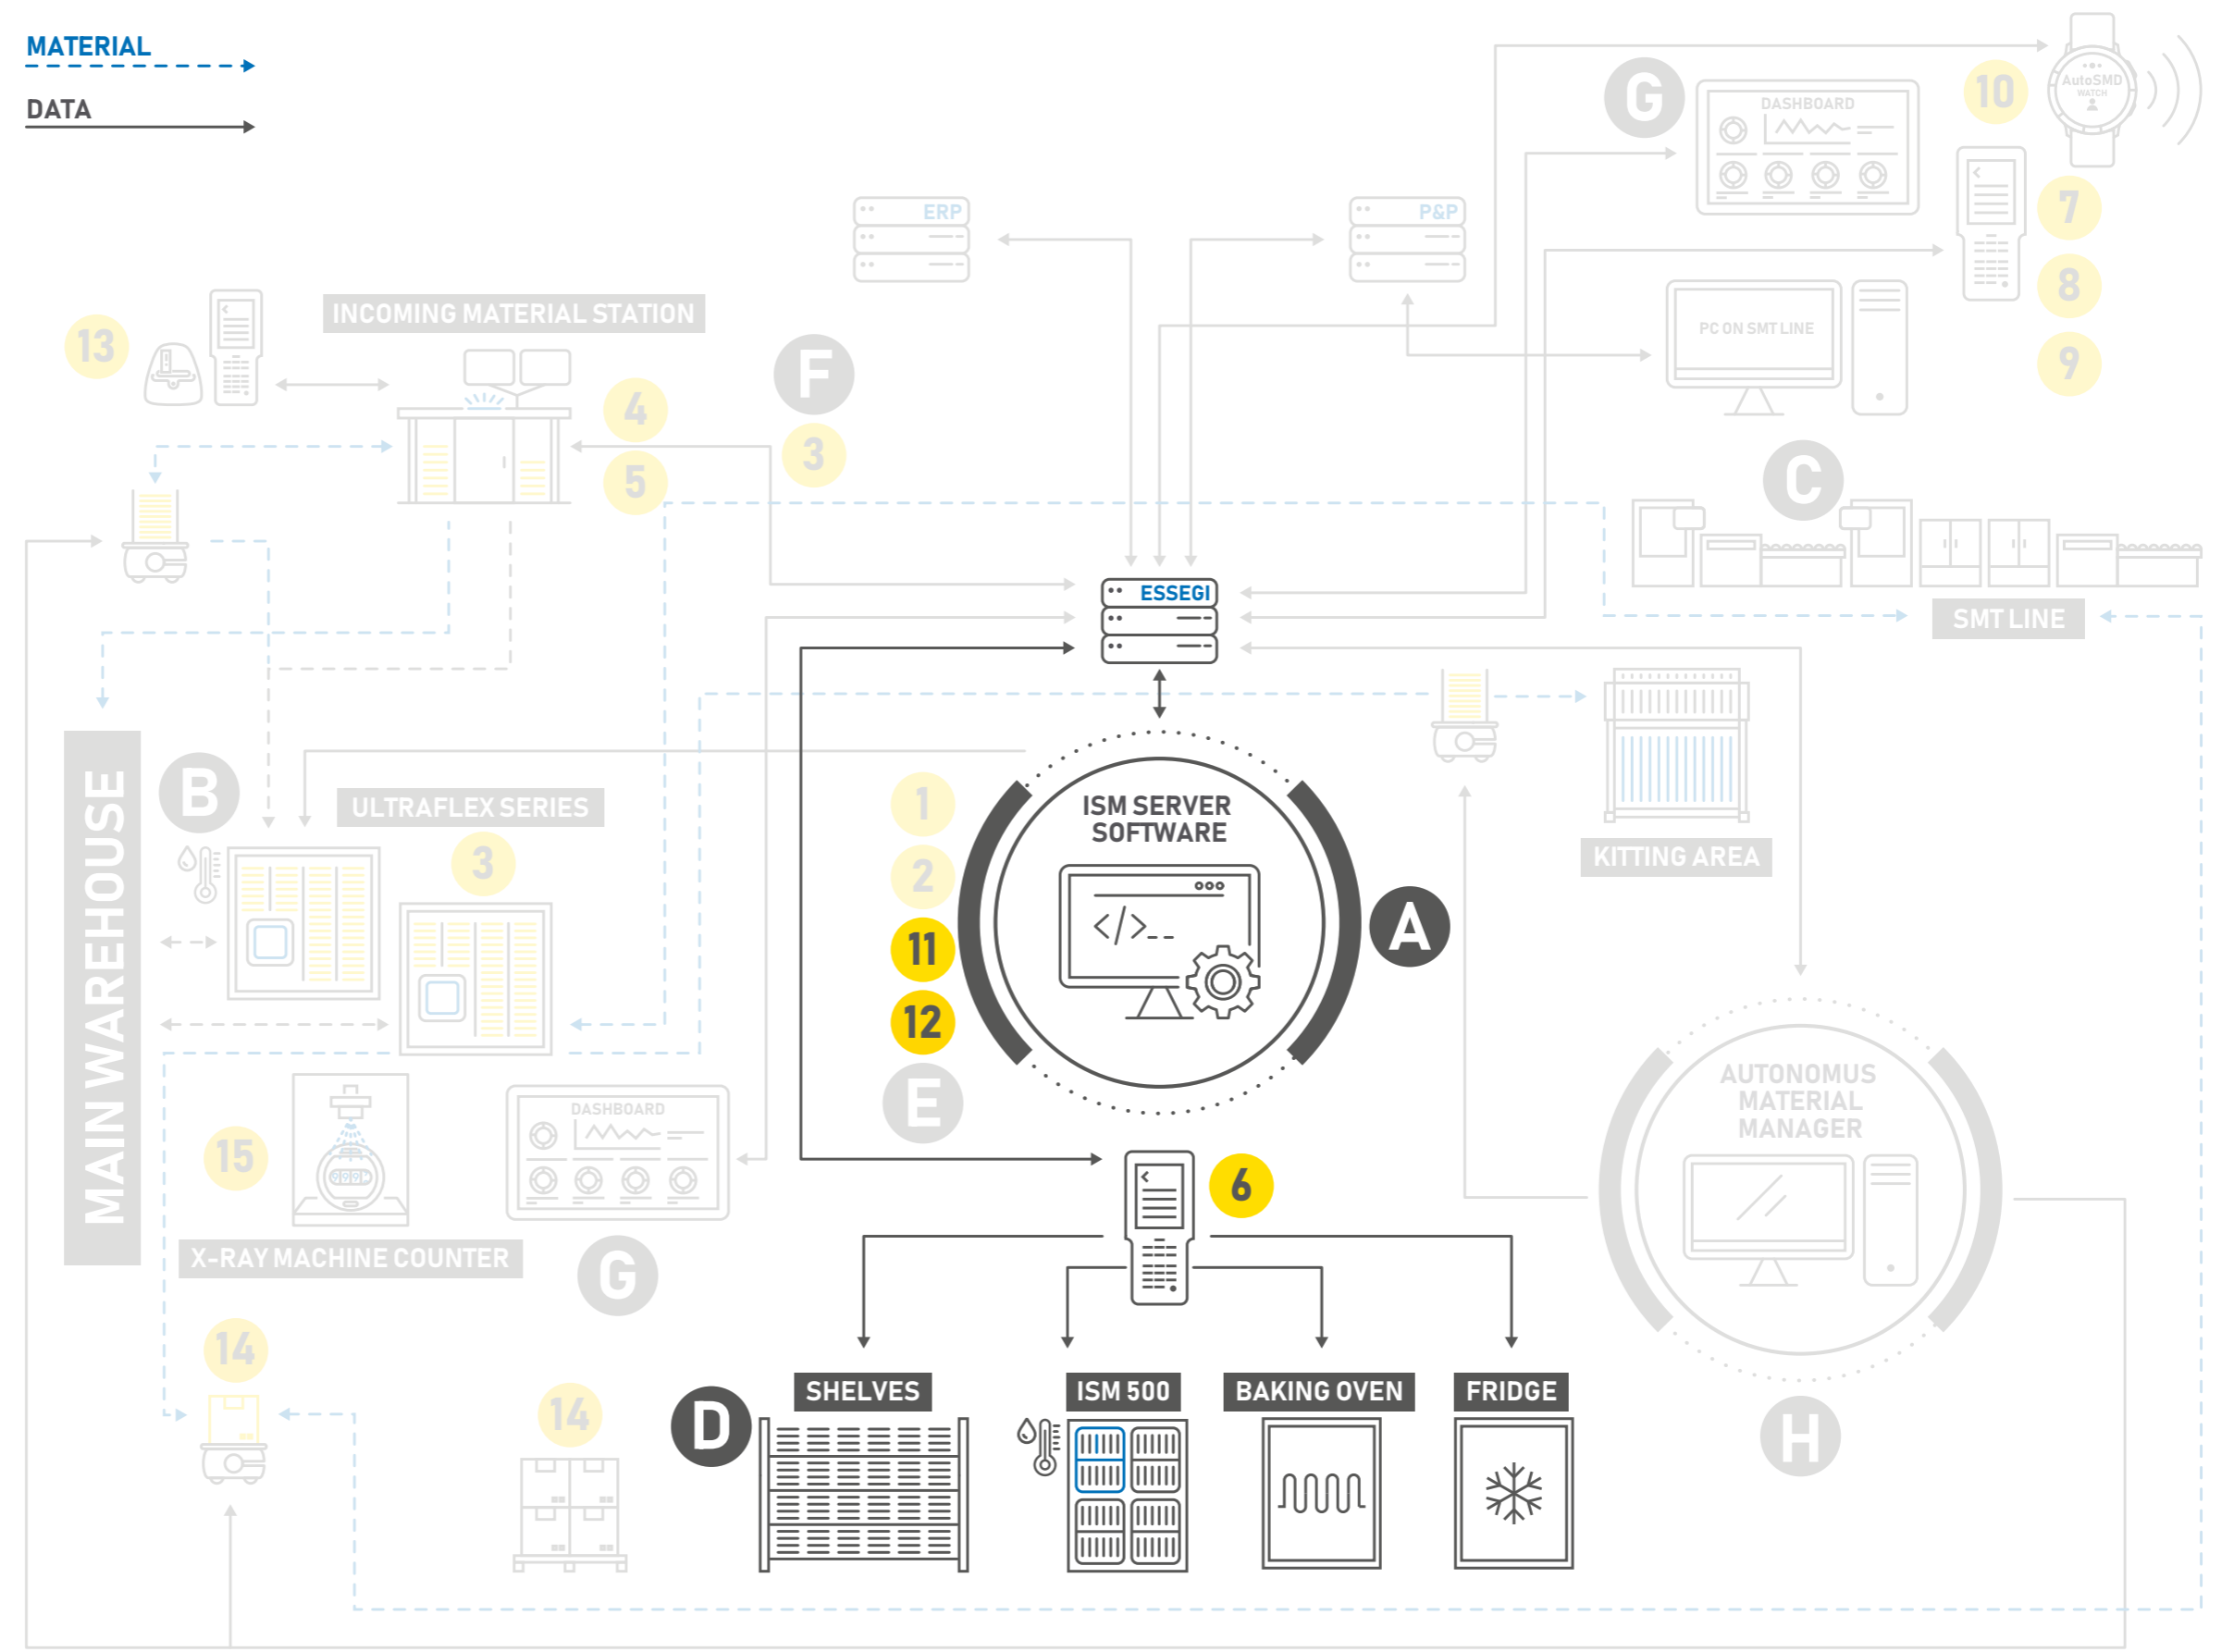 MATERIAL
DATA
G
10
AutoSMD
WATCH
DASHBOARD
7
8
9
ERP
P&P
PC ON SMT LINE
13
INCOMING MATERIAL STATION
F
4
3
5
C
SMT LINE
ESSEGI
MAIN WAREHOUSE
B
ULTRAFLEX SERIES
3
1
2
11
12
E
ISM SERVER
SOFTWARE
</>_ _
A
KITTING AREA
AUTONOMUS
MATERIAL
MANAGER
H
15
X-RAY MACHINE COUNTER
DASHBOARD
G
6
14
14
D
SHELVES
ISM 500
BAKING OVEN
FRIDGE